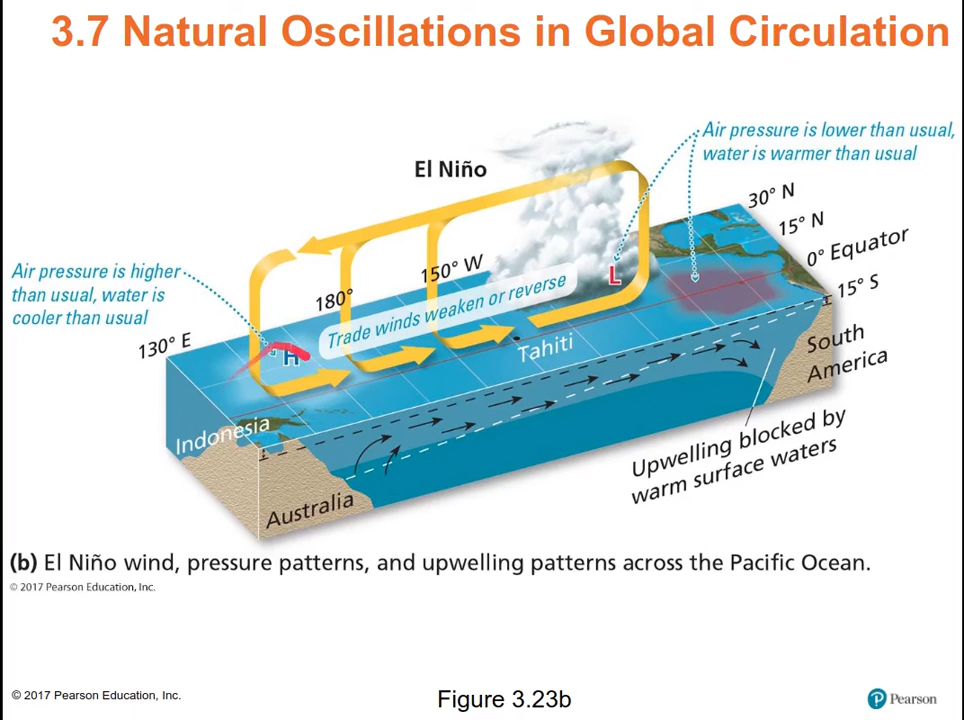 3.7 Natural Oscillations in Global Circulation
Air pressure is lower than usual,
water is warmer than usual
El Niño
30° N
15° N
0° Equator
15° S
Air pressure is higher
than usual, water is
cooler than usual
150° W
180°
130° E
Trade winds weaken or reverse
L
H
Tahiti
South
America
Indonesia
Australia
Upwelling blocked by
warm surface waters
(b) El Niño wind, pressure patterns, and upwelling patterns across the Pacific Ocean.
© 2017 Pearson Education, Inc.
© 2017 Pearson Education, Inc.
Figure 3.23b
P Pearson